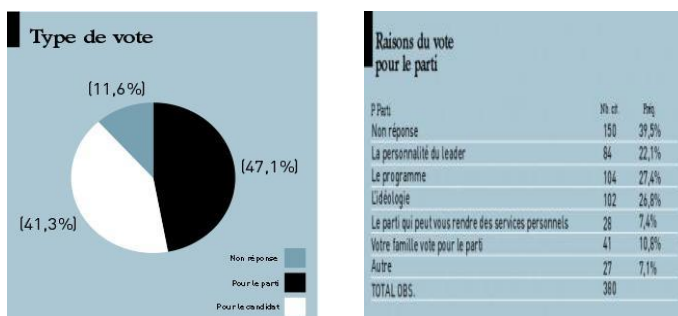 Type de vote
(11,6%)
(47,1%)
(41,3%)
Non réponse
Pour le parti
Pour le candidat
Raisons du vote
pour le parti
P Parti Nb. cit. Fréq.
Non réponse 150 39,5%
La personnalité du leader 84 22,1%
Le programme 104 27,4%
L'idéologie 102 26,8%
Le parti qui peut vous rendre des services personnels 28 7,4%
Votre famille vote pour le parti 41 10,8%
Autre 27 7,1%
TOTAL OBS. 380